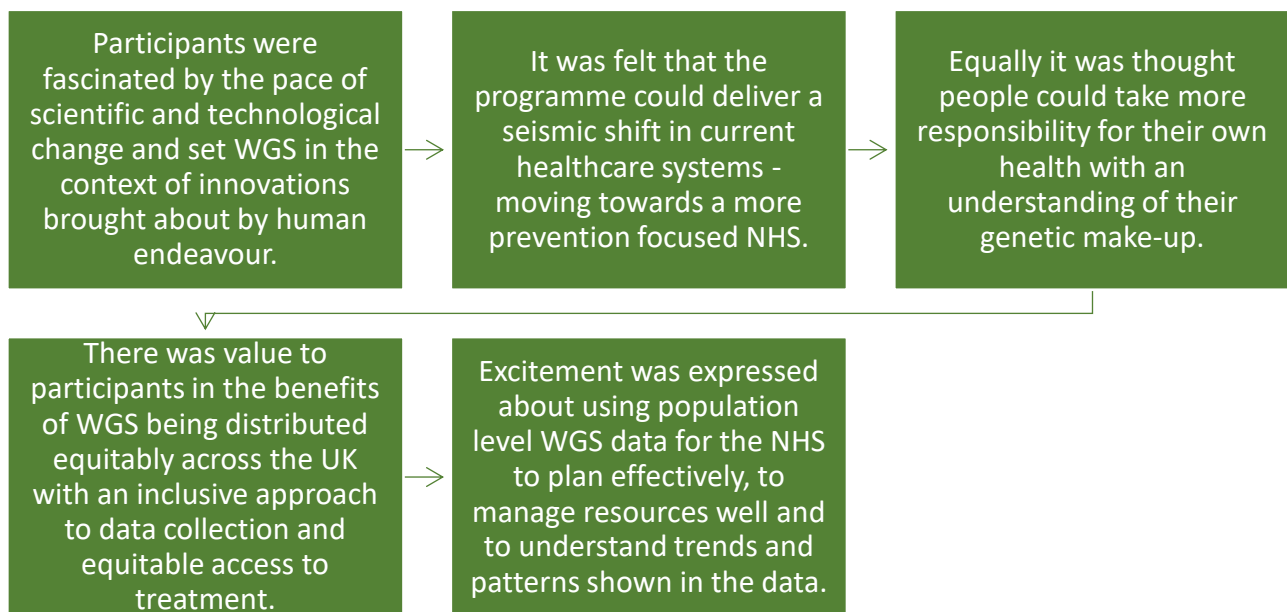 Participants were
fascinated by the pace of
scientific and technological
change and set WGS in the
context of innovations
brought about by human
endeavour.
It was felt that the
programme could deliver a
seismic shift in current
healthcare systems -
moving towards a more
prevention focused NHS.
Equally it was thought
people could take more
responsibility for their own
health with an
understanding of their
genetic make-up.
There was value to
participants in the benefits
of WGS being distributed
equitably across the UK
with an inclusive approach
to data collection and
equitable access to
treatment.
Excitement was expressed
about using population
level WGS data for the NHS
to plan effectively, to
manage resources well and
to understand trends and
patterns shown in the data.